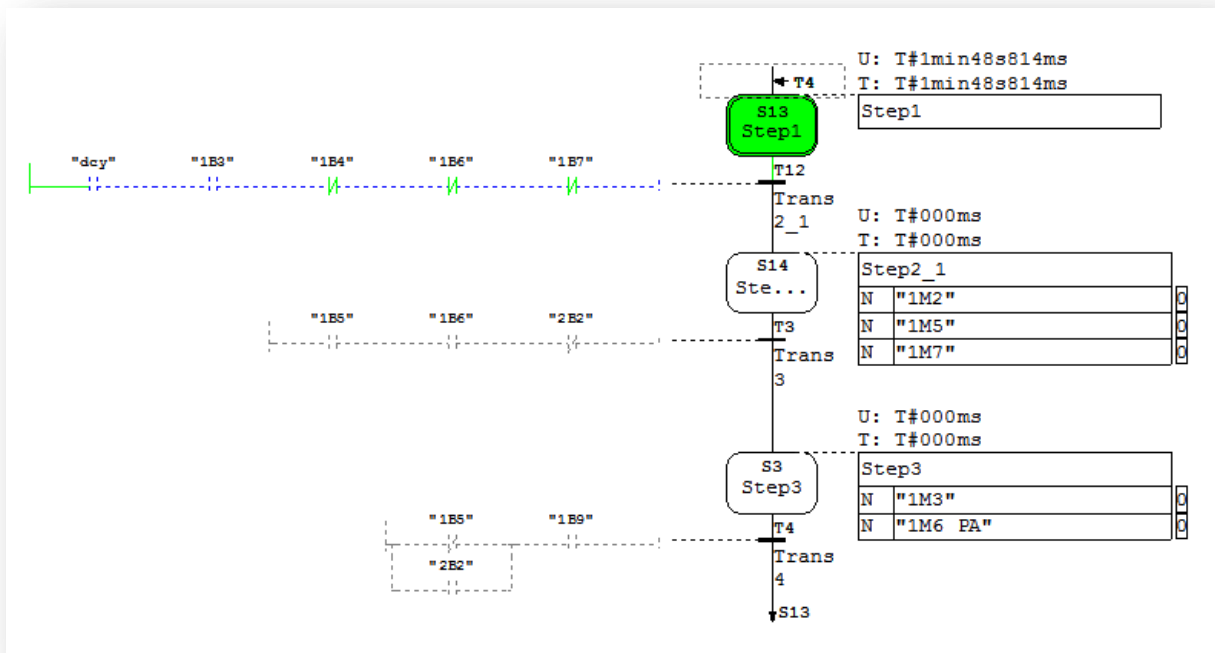 U: T#1min48s814ms
T4
T: T#1min48s814ms
S13
Step1
Step1
"dcy" "1B3" "1B4" "1B6" "1B7"
T12
Trans
2_1
U: T#000ms
T: T#000ms
S14
Ste...
Step2_1
N "1M2" 0
N "1M5" 0
N "1M7" 0
"1B5" "1B6" "2B2"
T3
Trans
3
U: T#000ms
T: T#000ms
S3
Step3
Step3
N "1M3" 0
N "1M6 PA" 0
"1B5" "1B9"
"2B2"
T4
Trans
4
S13